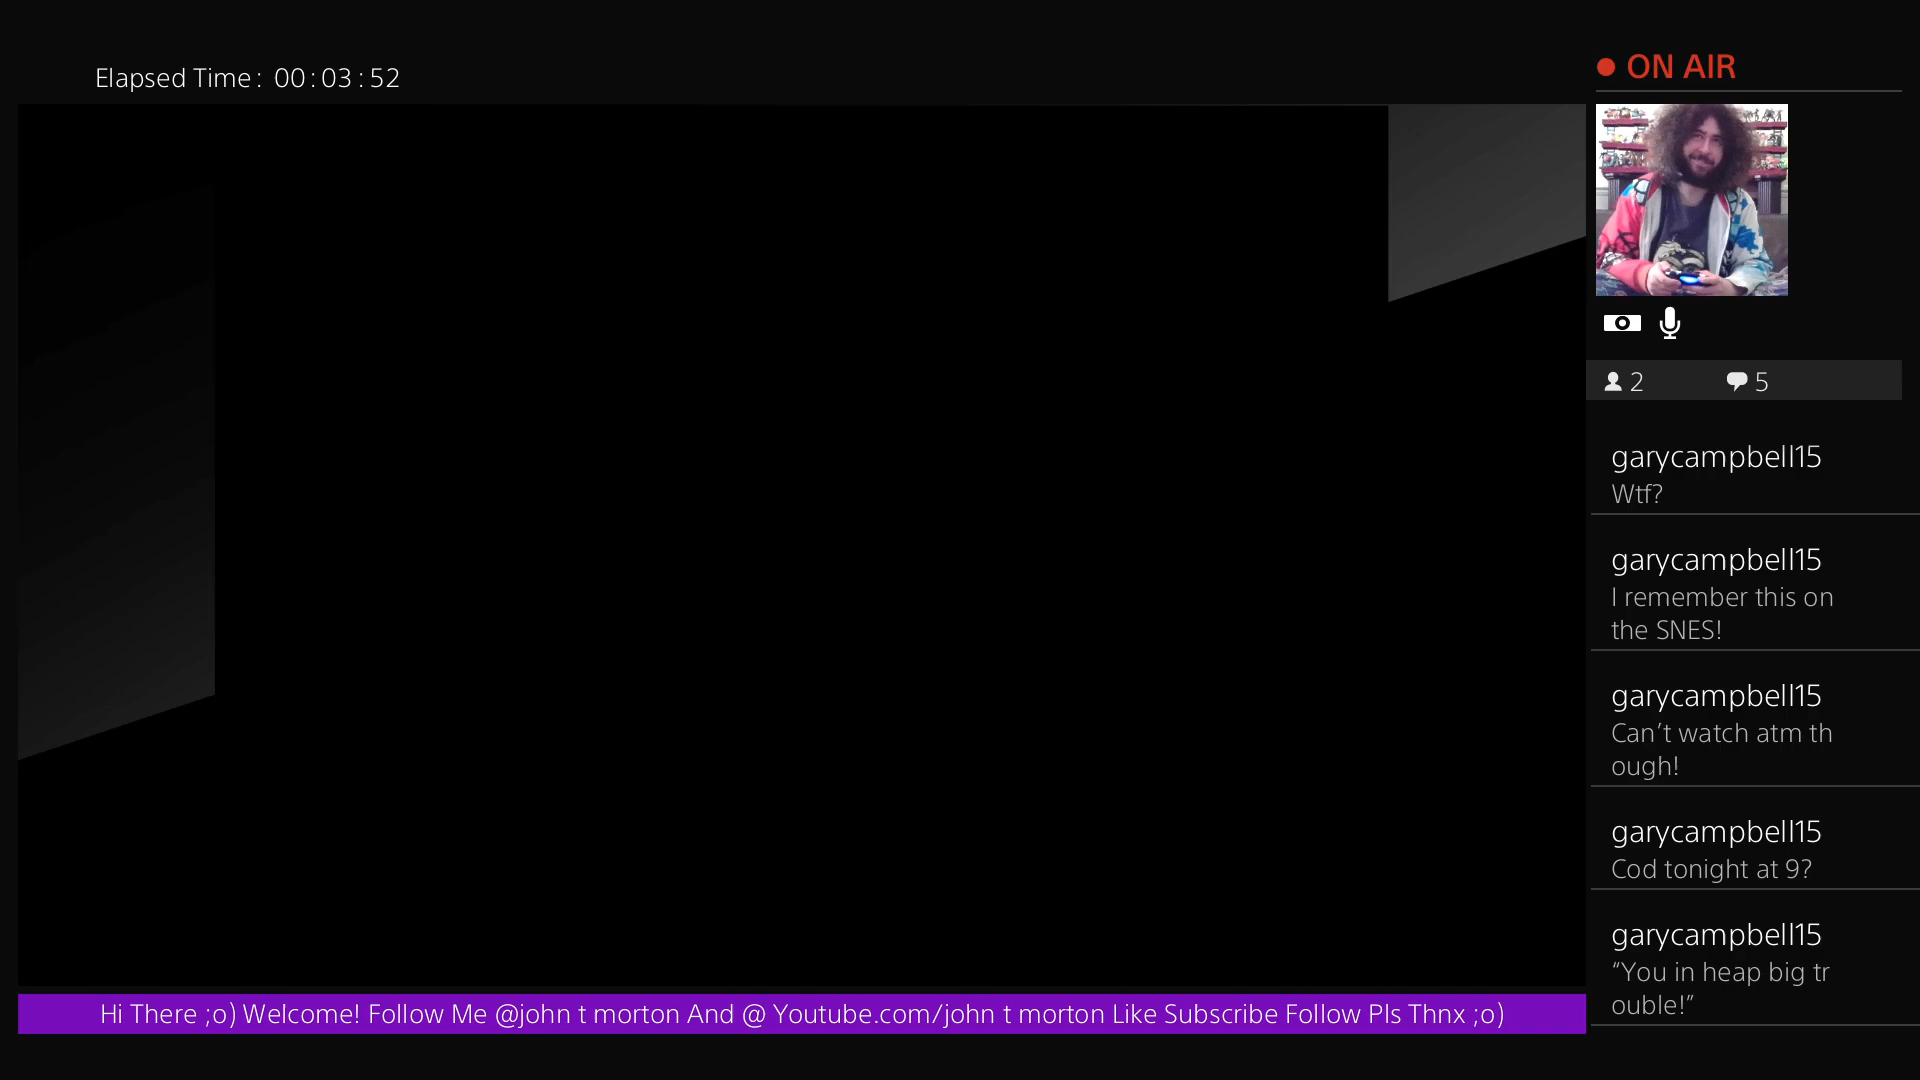 Elapsed Time: 00:03:52
ON AIR
2 5
garycampbell15
Wtf?
garycampbell15
I remember this on
the SNES!
garycampbell15
Can’t watch atm th
ough!
garycampbell15
Cod tonight at 9?
garycampbell15
“You in heap big tr
ouble!”
Hi There ;o) Welcome! Follow Me @john t morton And @ Youtube.com/john t morton Like Subscribe Follow Pls Thnx ;o)